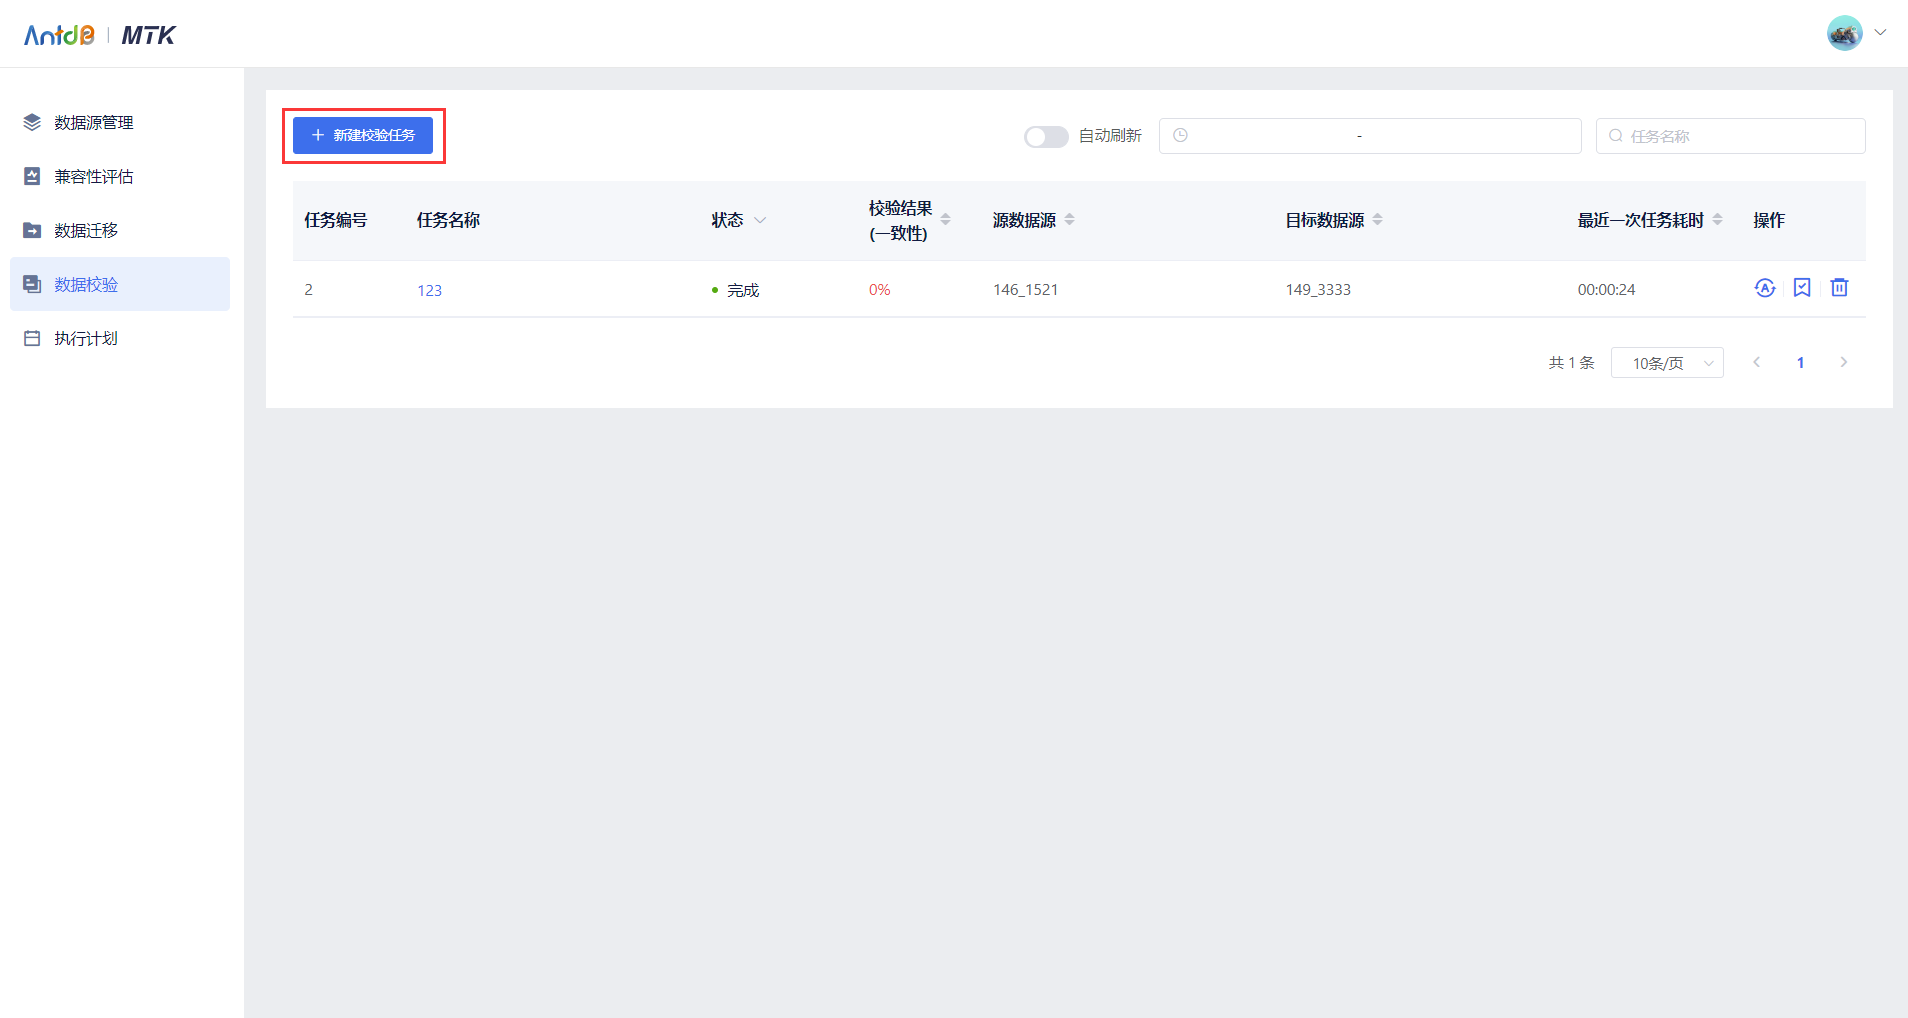 AntdB | MTK
数据源管理
兼容性评估
数据迁移
数据校验
执行计划
新建校验任务
自动刷新
-
任务名称
任务编号 任务名称 状态 校验结果 (一致性) 源数据源 目标数据源 最近一次任务耗时 操作
2 123 完成 0% 146_1521 149_3333 00:00:24
共 1 条 10条/页 1